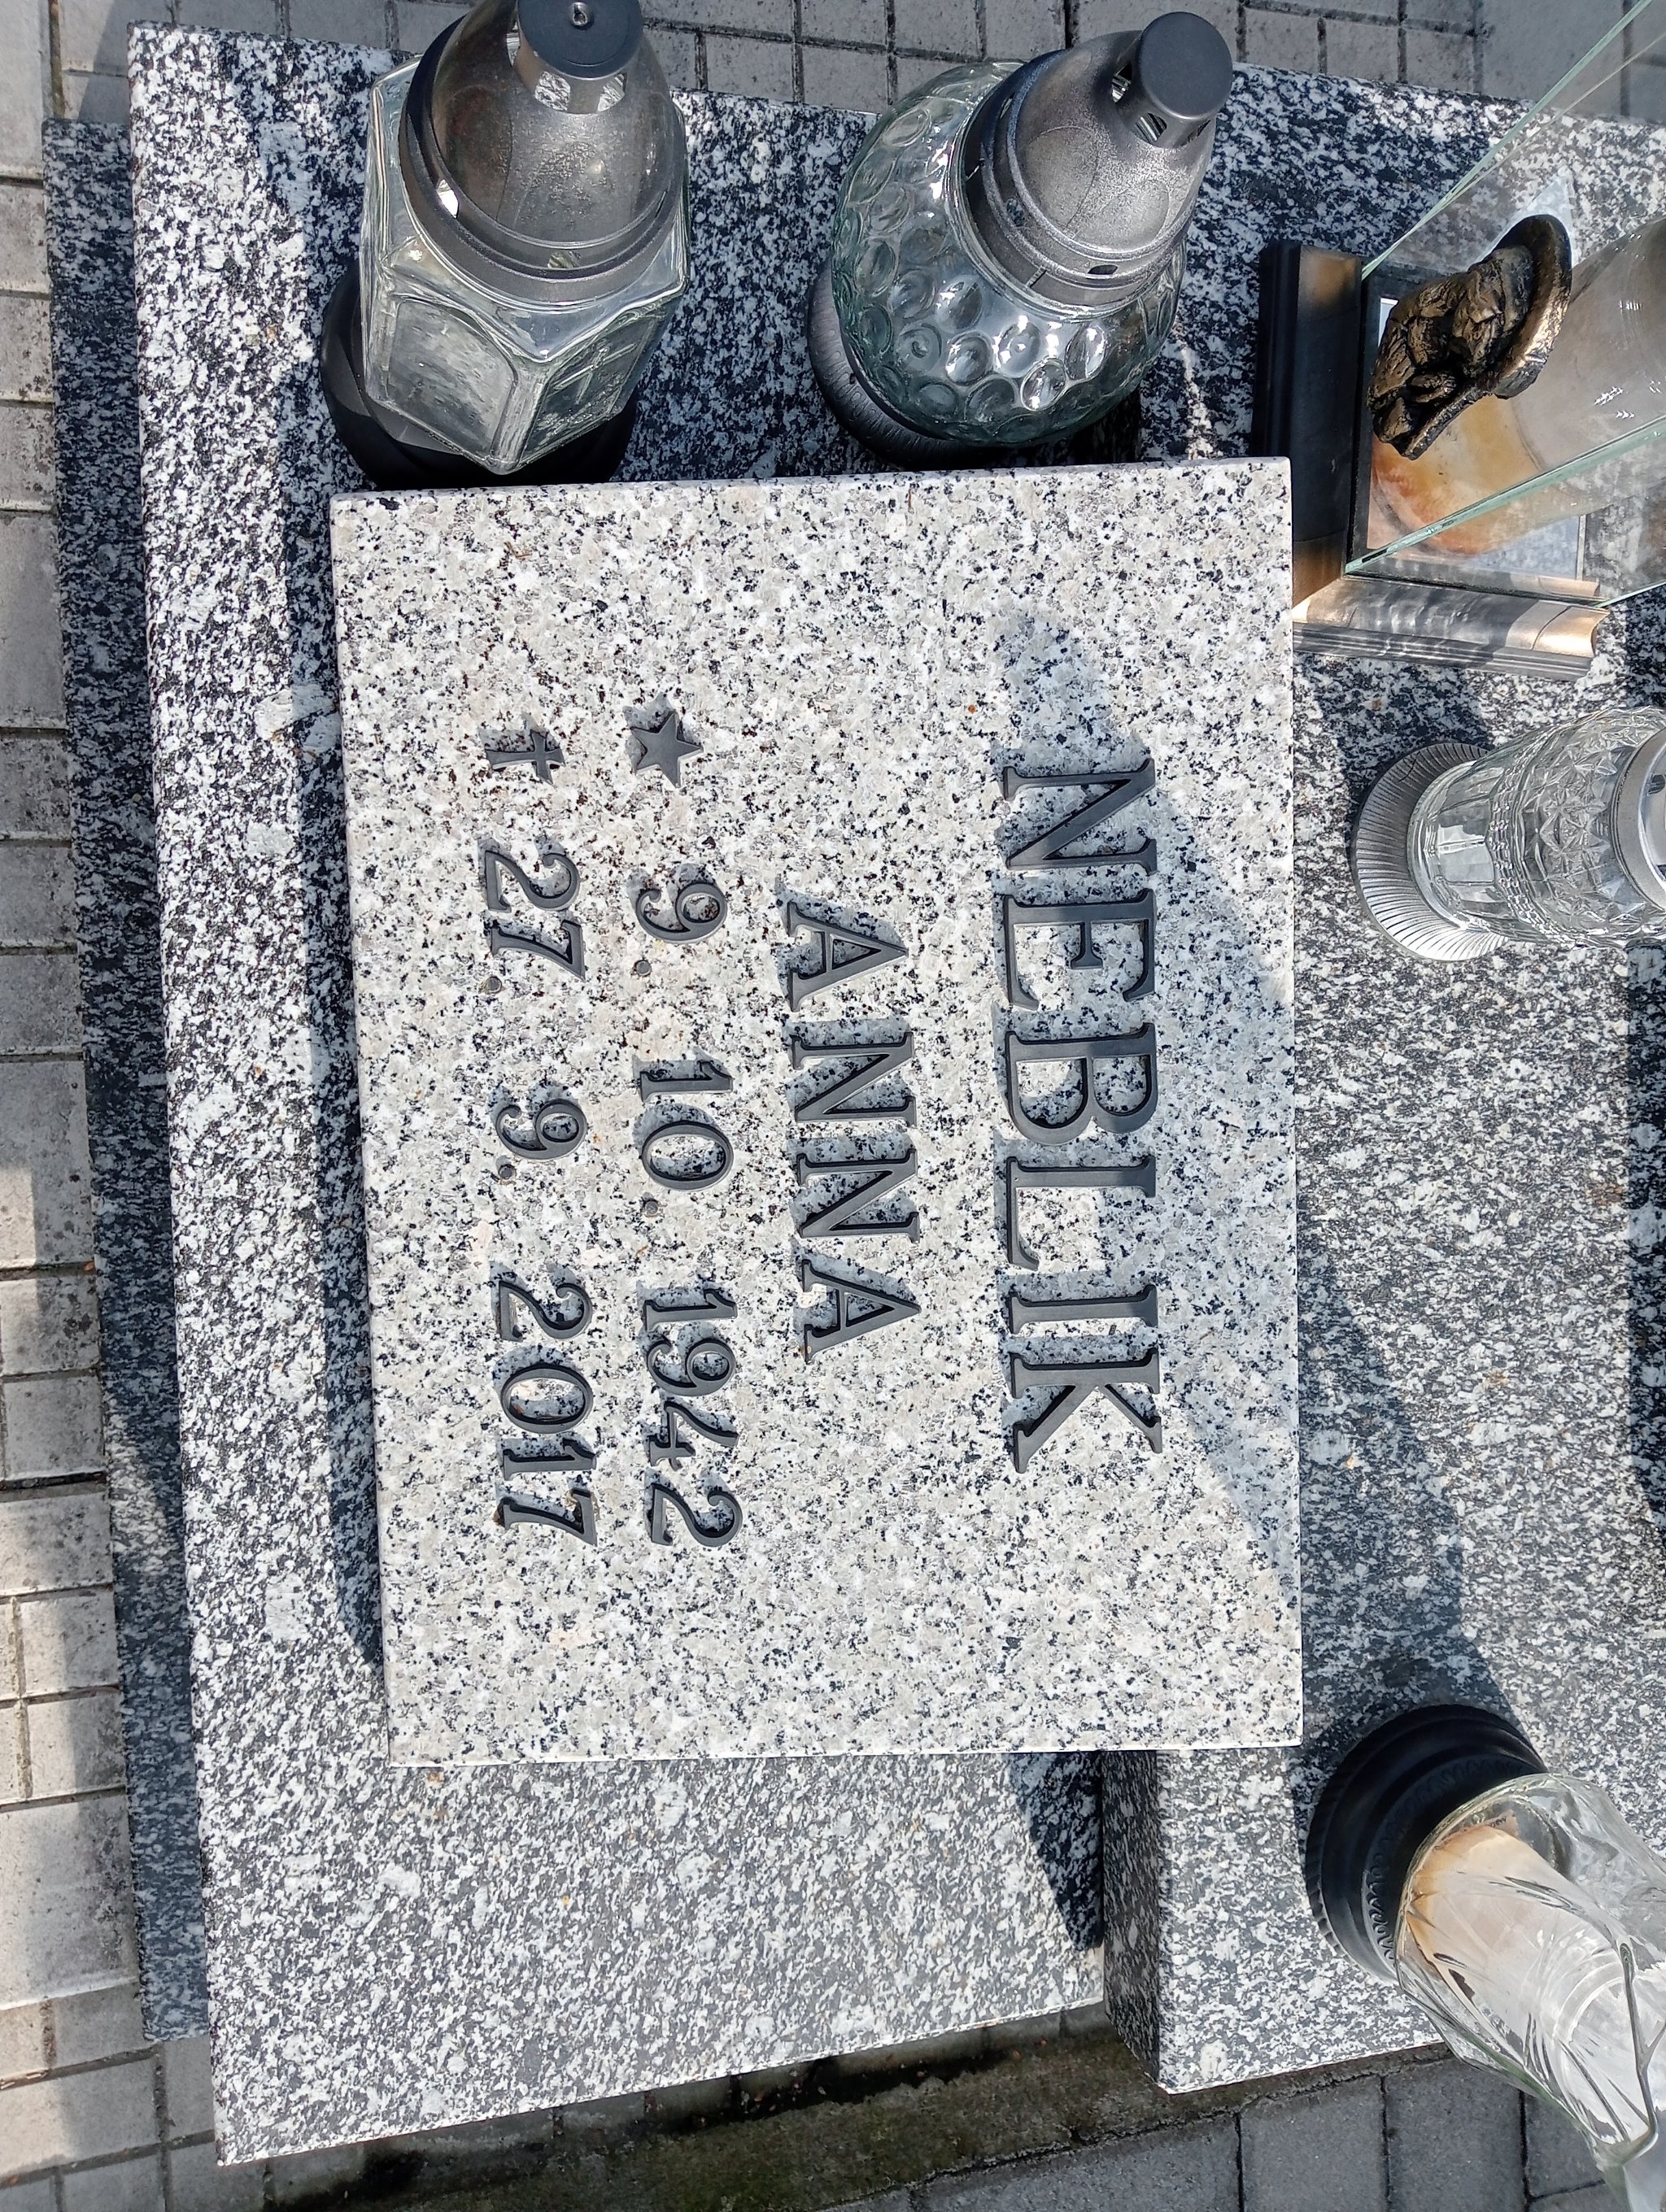 NEBLIK
ANNA
★ 9. 10. 1942
✝ 27. 9. 2017